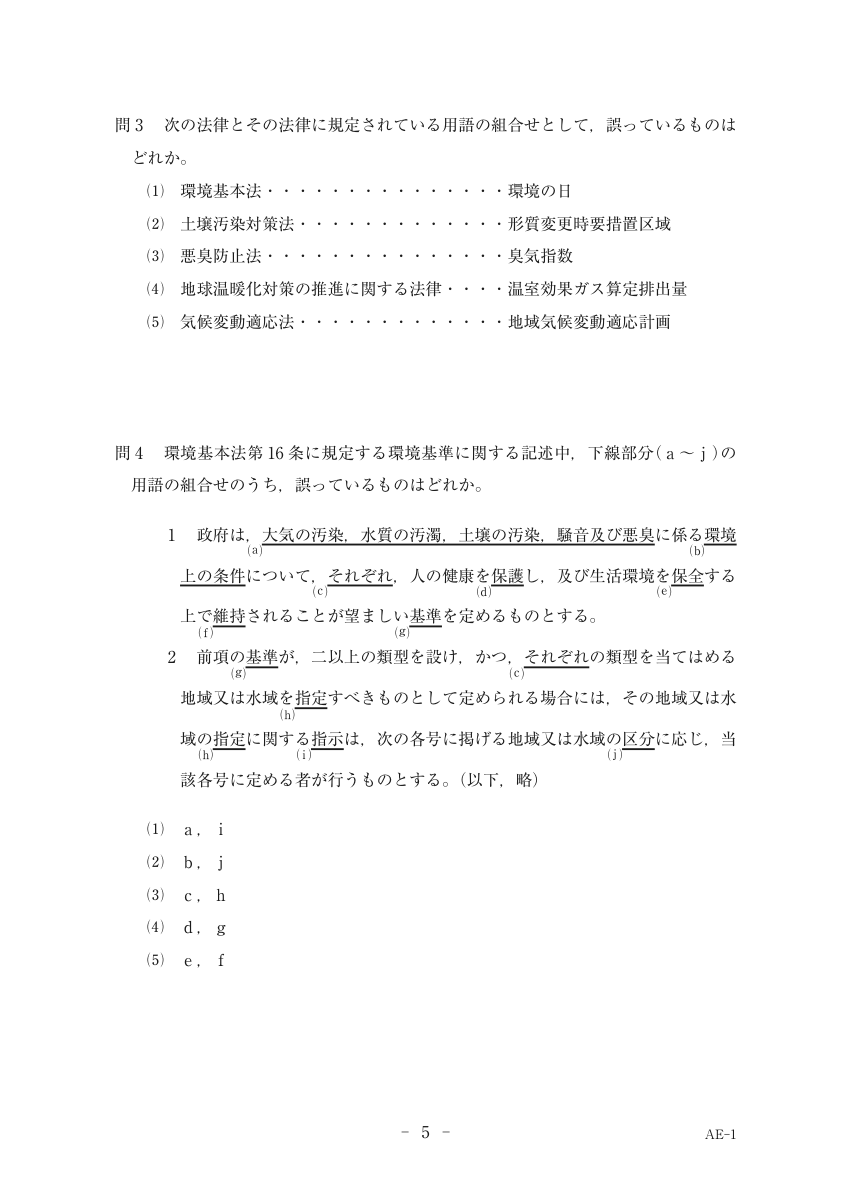 問3　次の法律とその法律に規定されている用語の組合せとして，誤っているものは
どれか。
⑴　環境基本法・・・・・・・・・・・・・・・環境の日
⑵　土壌汚染対策法・・・・・・・・・・・・・形質変更時要措置区域
⑶　悪臭防止法・・・・・・・・・・・・・・・臭気指数
⑷　地球温暖化対策の推進に関する法律・・・・温室効果ガス算定排出量
⑸　気候変動適応法・・・・・・・・・・・・・地域気候変動適応計画
問4　環境基本法第16条に規定する環境基準に関する記述中，下線部分(a～j)の
用語の組合せのうち，誤っているものはどれか。
1　政府は，大気の汚染，水質の汚濁，土壌の汚染，騒音及び悪臭に係る環境
(a) (b)
上の条件について，それぞれ，人の健康を保護し，及び生活環境を保全する
(c) (d) (e)
上で維持されることが望ましい基準を定めるものとする。
(f) (g)
2　前項の基準が，二以上の類型を設け，かつ，それぞれの類型を当てはめる
(g) (c)
地域又は水域を指定すべきものとして定められる場合には，その地域又は水
(h)
域の指定に関する指示は，次の各号に掲げる地域又は水域の区分に応じ，当
(h) (i) (j)
該各号に定める者が行うものとする。(以下，略)
⑴　a，i
⑵　b，j
⑶　c，h
⑷　d，g
⑸　e，f
- 5 -
AE-1